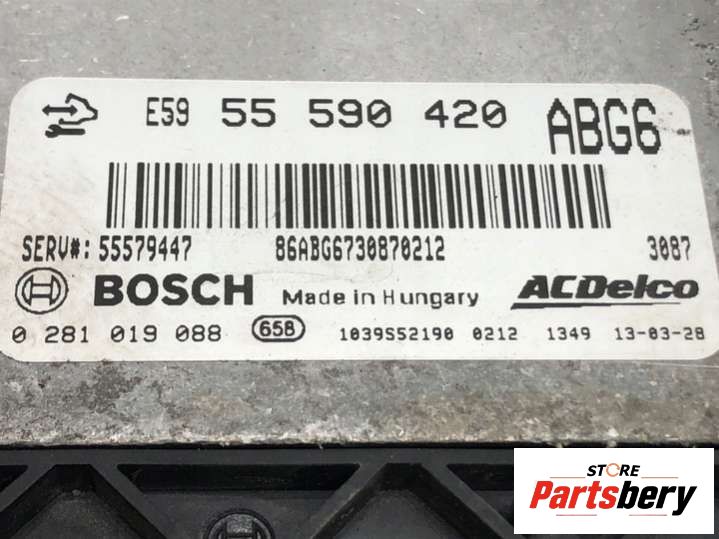 E59 55 590 420 ABG6
SERV#: 55579447 86ABG6730870212 3087
BOSCH Made in Hungary ACDelco
0 281 019 088 658 1039S52190 0212 1349 13-03-28
STORE
Partsbery